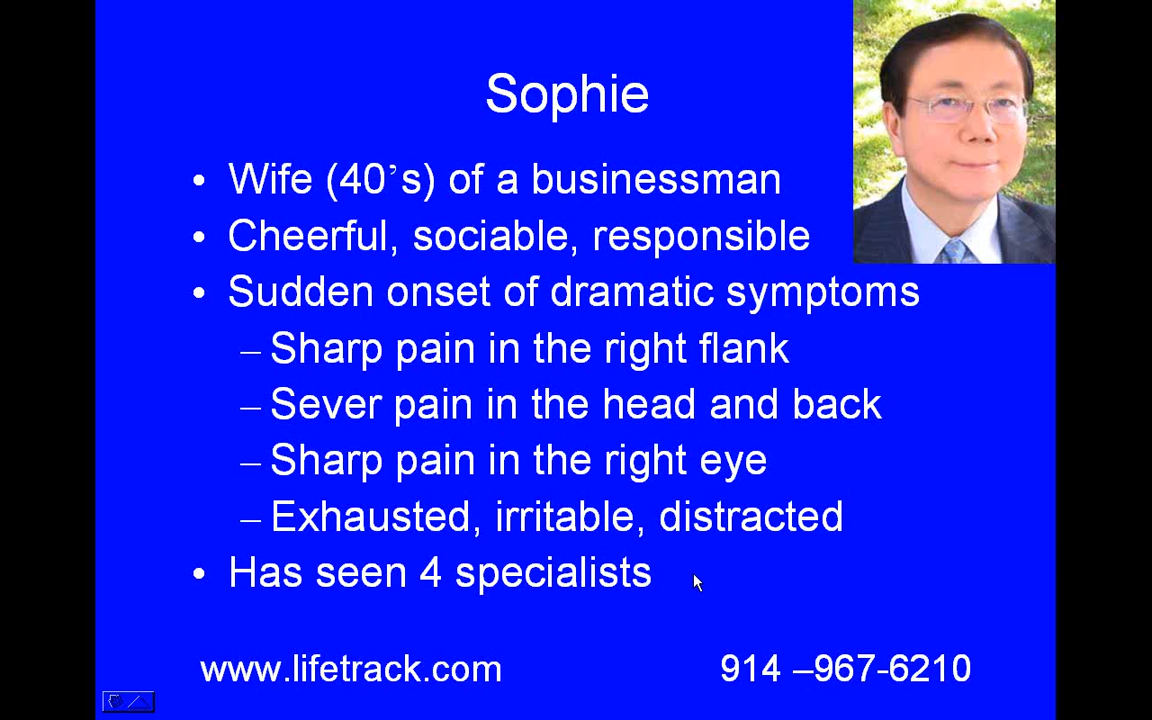 Sophie
• Wife (40’s) of a businessman
• Cheerful, sociable, responsible
• Sudden onset of dramatic symptoms
– Sharp pain in the right flank
– Sever pain in the head and back
– Sharp pain in the right eye
– Exhausted, irritable, distracted
• Has seen 4 specialists
www.lifetrack.com 914 –967-6210